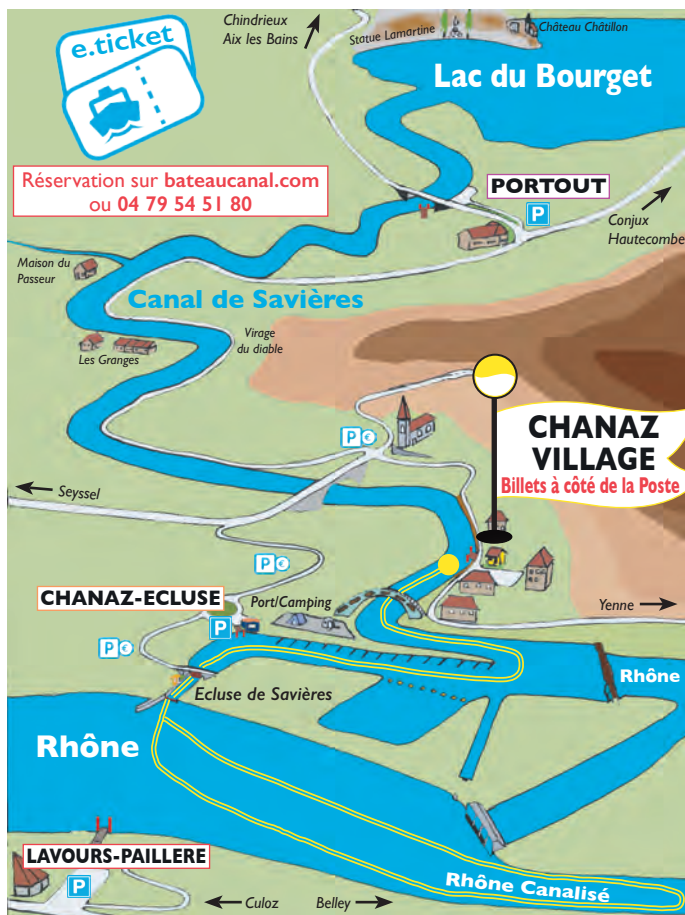 e.ticket
Chindrieux
Aix les Bains
Statue Lamartine
Château Châtillon
Lac du Bourget
Réservation sur bateaucanal.com
ou 04 79 54 51 80
PORTOUT
P
Conjux
Hautecombe
Maison du
Passeur
Canal de Savières
Virage
du diable
Les Granges
P €
CHANAZ
VILLAGE
Billets à côté de la Poste
Seyssel
P €
CHANAZ-ECLUSE
Port/Camping
Yenne
P
P €
Rhône
Ecluse de Savières
Rhône
LAVOURS-PAILLERE
P
Rhône Canalisé
Culoz
Belley